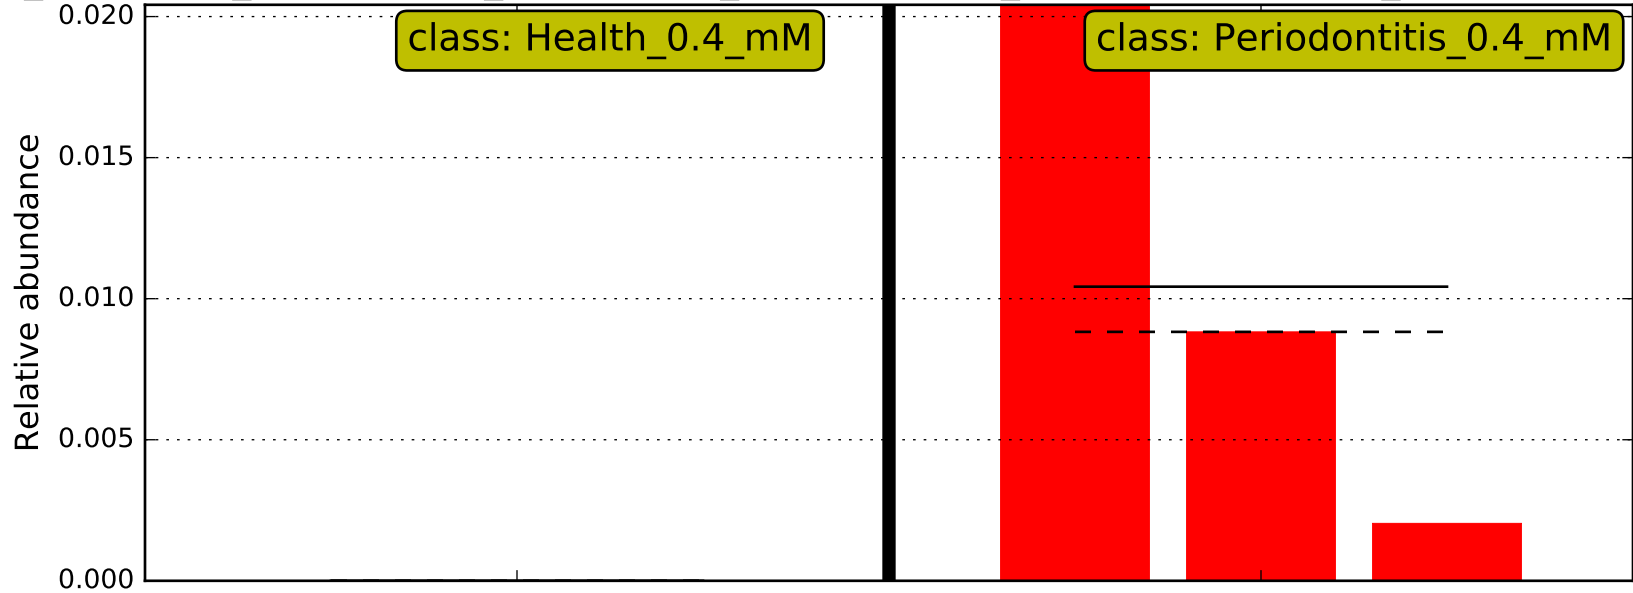 0.020
class: Health_0.4_mM
class: Periodontitis_0.4_mM
0.015
0.010
0.005
0.000
Relative abundance